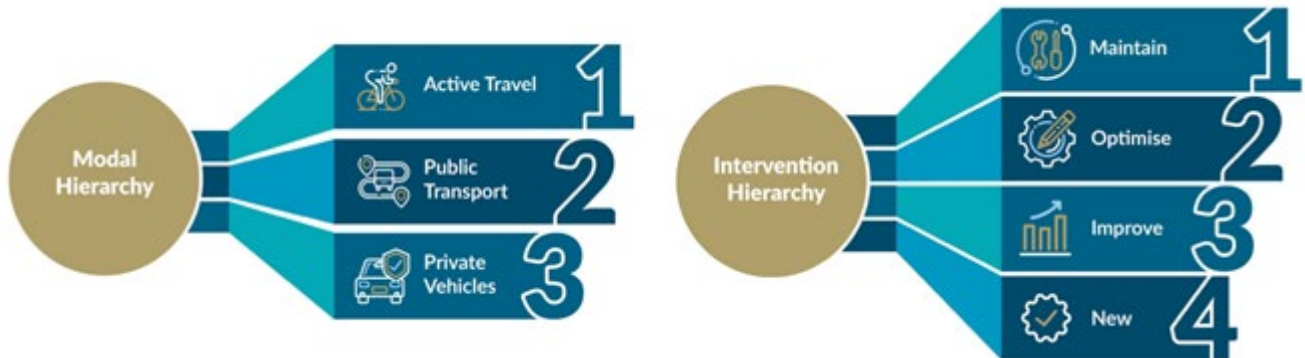 Modal
Hierarchy
Active Travel
1
Public
Transport
2
Private
Vehicles
3
Intervention
Hierarchy
Maintain
1
Optimise
2
Improve
3
New
4